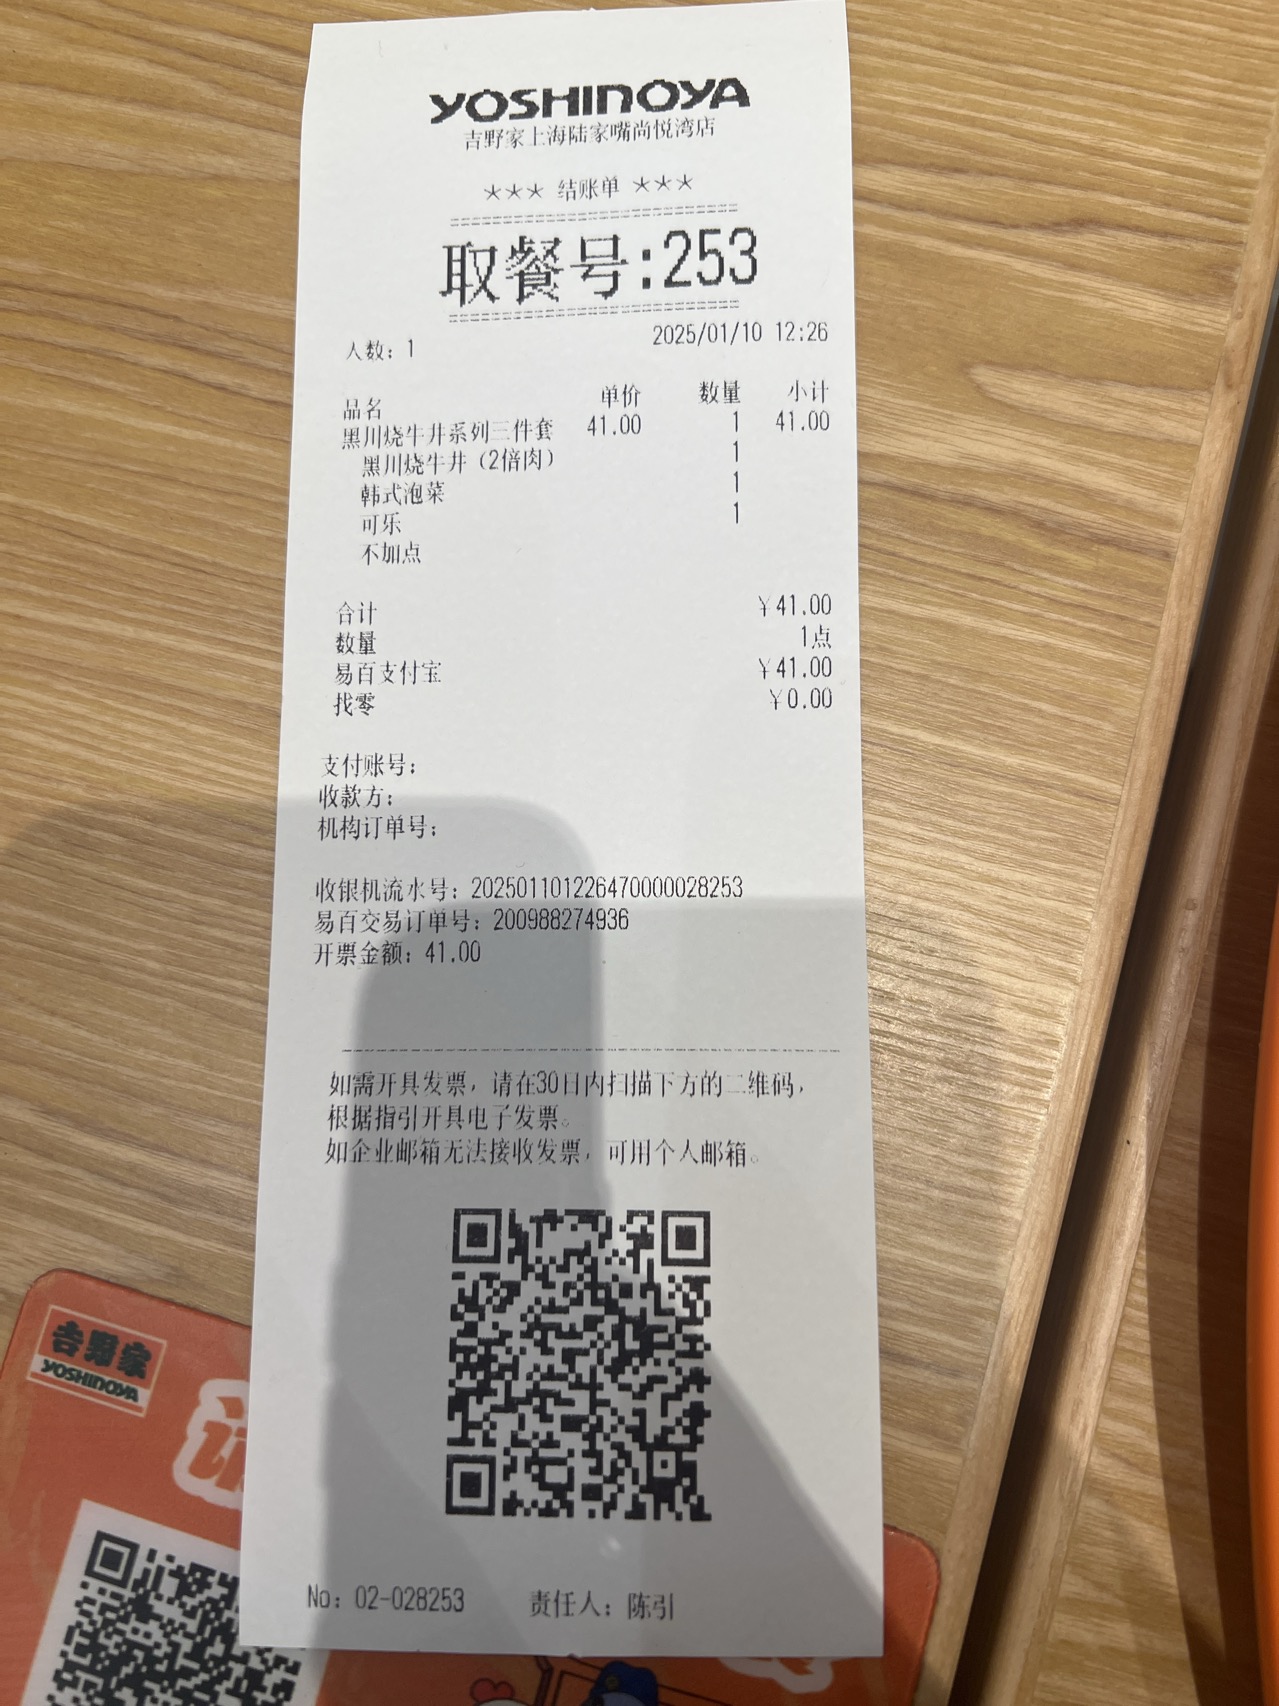 YOSHINOYA
吉野家上海陆家嘴尚悦湾店
*** 结账单 ***
取餐号:253
2025/01/10 12:26
人数: 1
品名 单价 数量 小计
黑川烧牛丼系列三件套 41.00 1 41.00
黑川烧牛丼(2倍肉) 1
韩式泡菜 1
可乐 1
不加点
合计 ¥41.00
数量 1点
易百支付宝 ¥41.00
找零 ¥0.00
支付账号:
收款方:
机构订单号:
收银机流水号: 202501101226470000028253
易百交易订单号: 200988274936
开票金额: 41.00
如需开具发票, 请在30日内扫描下方的二维码,
根据指引开具电子发票。
如企业邮箱无法接收发票, 可用个人邮箱。
No: 02-028253 责任人: 陈引
吉野家
YOSHINOYA